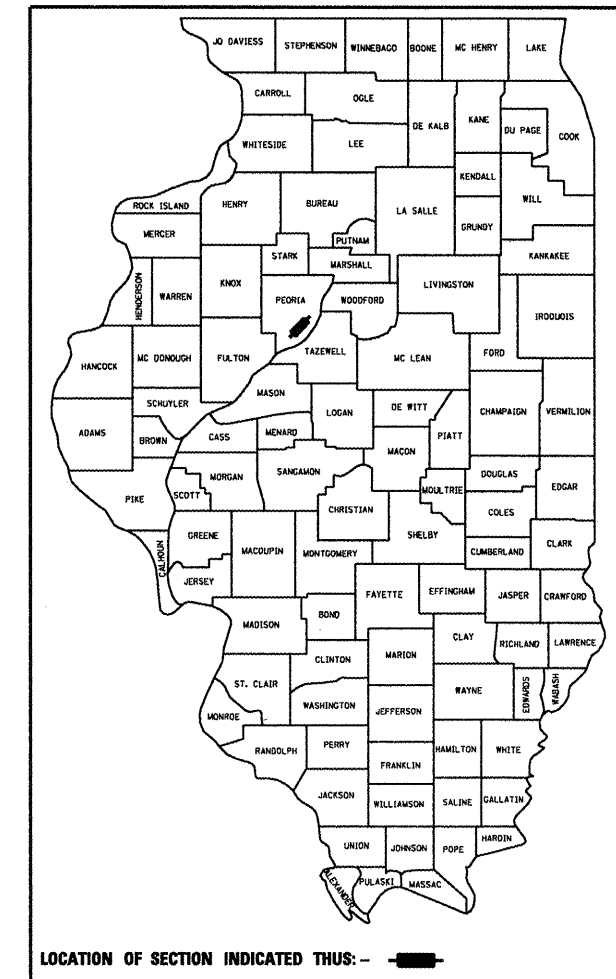 JO DAVIESS
STEPHENSON
WINNEBAGO
BOONE
MC HENRY
LAKE
CARROLL
OGLE
DE KALB
KANE
DU PAGE
COOK
WHITESIDE
LEE
KENDALL
WILL
ROCK ISLAND
HENRY
BUREAU
LA SALLE
GRUNDY
MERCER
PUTNAM
STARK
MARSHALL
KANKAKEE
HENDERSON
WARREN
KNOX
PEORIA
WOODFORD
LIVINGSTON
IROQUOIS
HANCOCK
MC DONOUGH
FULTON
TAZEWELL
MC LEAN
FORD
MASON
SCHUYLER
LOGAN
DE WITT
CHAMPAIGN
VERMILION
ADAMS
BROWN
CASS
MENARD
PIATT
MACON
PIKE
SCOTT
MORGAN
SANGAMON
CHRISTIAN
MOULTRIE
DOUGLAS
EDGAR
COLES
CALHOUN
GREENE
MACOUPIN
MONTGOMERY
SHELBY
CUMBERLAND
CLARK
JERSEY
FAYETTE
EFFINGHAM
JASPER
CRAWFORD
MADISON
BOND
CLAY
RICHLAND
LAWRENCE
CLINTON
MARION
ST. CLAIR
WAYNE
EDWARDS
WABASH
MONROE
WASHINGTON
JEFFERSON
RANDOLPH
PERRY
HAMILTON
WHITE
FRANKLIN
JACKSON
WILLIAMSON
SALINE
GALLATIN
UNION
JOHNSON
POPE
HARDIN
ALEXANDER
PULASKI
MASSAC
LOCATION OF SECTION INDICATED THUS: -